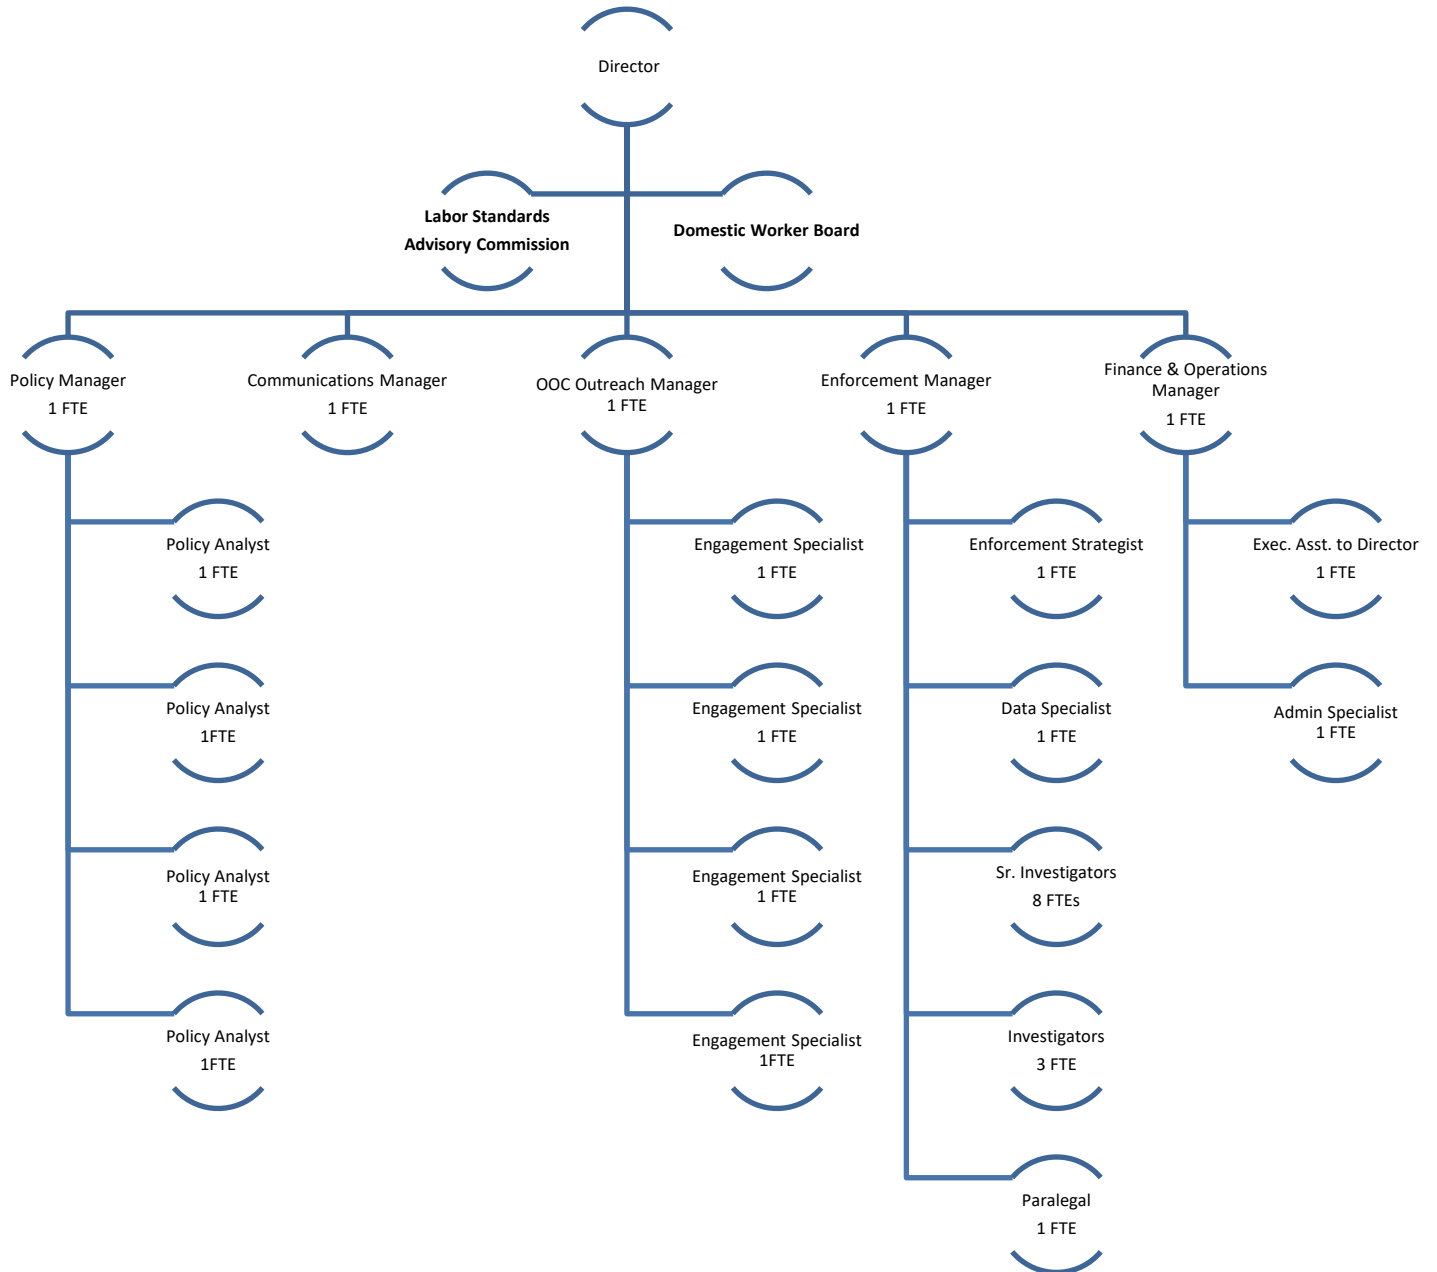 Director
Labor Standards
Advisory Commission
Domestic Worker Board
Policy Manager
1 FTE
Communications Manager
1 FTE
OOC Outreach Manager
1 FTE
Enforcement Manager
1 FTE
Finance & Operations
Manager
1 FTE
Policy Analyst
1 FTE
Policy Analyst
1FTE
Policy Analyst
1 FTE
Policy Analyst
1FTE
Engagement Specialist
1 FTE
Engagement Specialist
1 FTE
Engagement Specialist
1 FTE
Engagement Specialist
1FTE
Enforcement Strategist
1 FTE
Data Specialist
1 FTE
Sr. Investigators
8 FTEs
Investigators
3 FTE
Paralegal
1 FTE
Exec. Asst. to Director
1 FTE
Admin Specialist
1 FTE